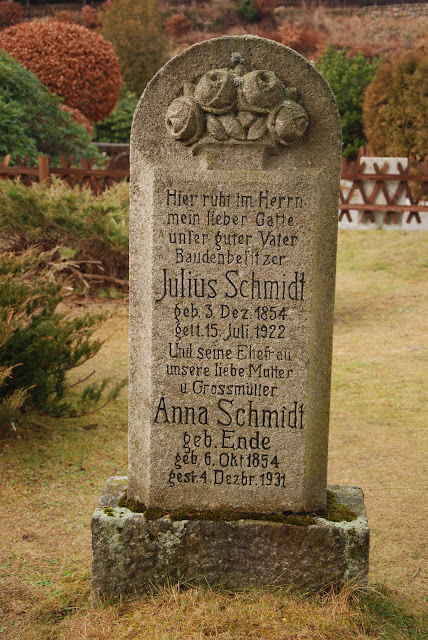 Hier ruht im Herrn
mein lieber Gatte
unser guter Vater
Baudenbesitzer
Julius Schmidt
geb. 3. Dez. 1854
gest. 15. Juli. 1922
Und seine Ehefrau
unsere liebe Mutter
u Grossmutter
Anna Schmidt
geb. Ende
geb. 6. Okt 1854
gest. 4. Dezbr. 1931